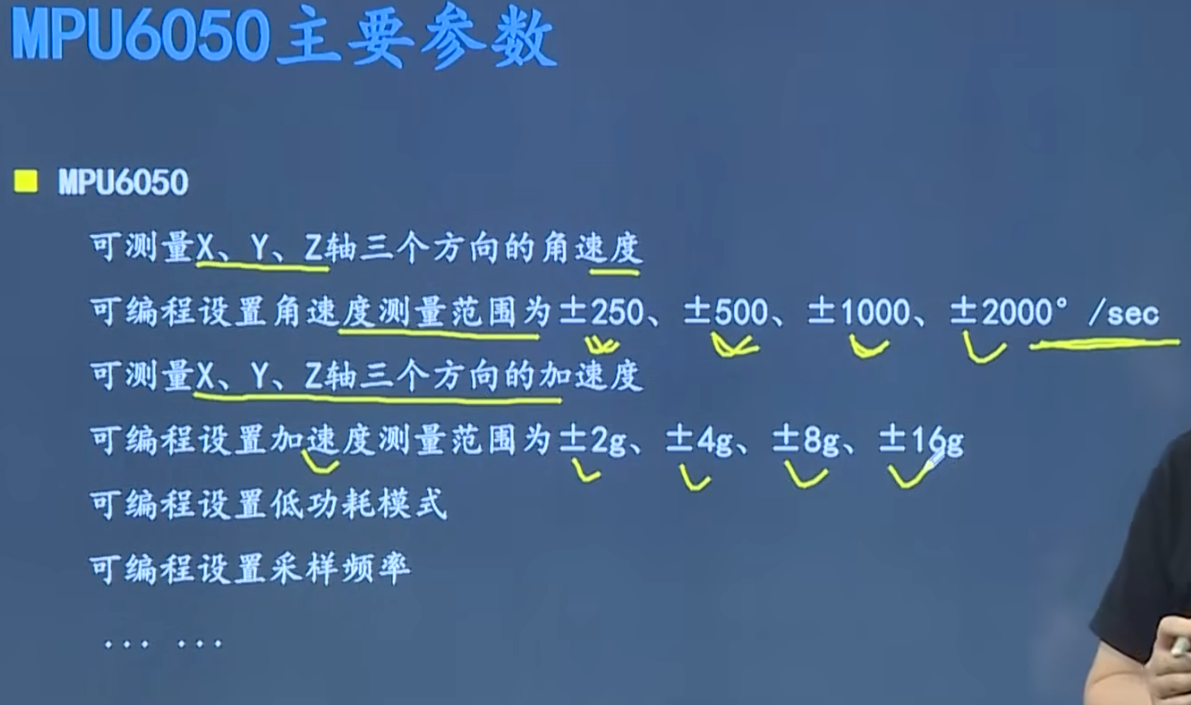 MPU6050主要参数
MPU6050
可测量X、Y、Z轴三个方向的角速度
可编程设置角速度测量范围为±250、±500、±1000、±2000° /sec
可测量X、Y、Z轴三个方向的加速度
可编程设置加速度测量范围为±2g、±4g、±8g、±16g
可编程设置低功耗模式
可编程设置采样频率
... ...